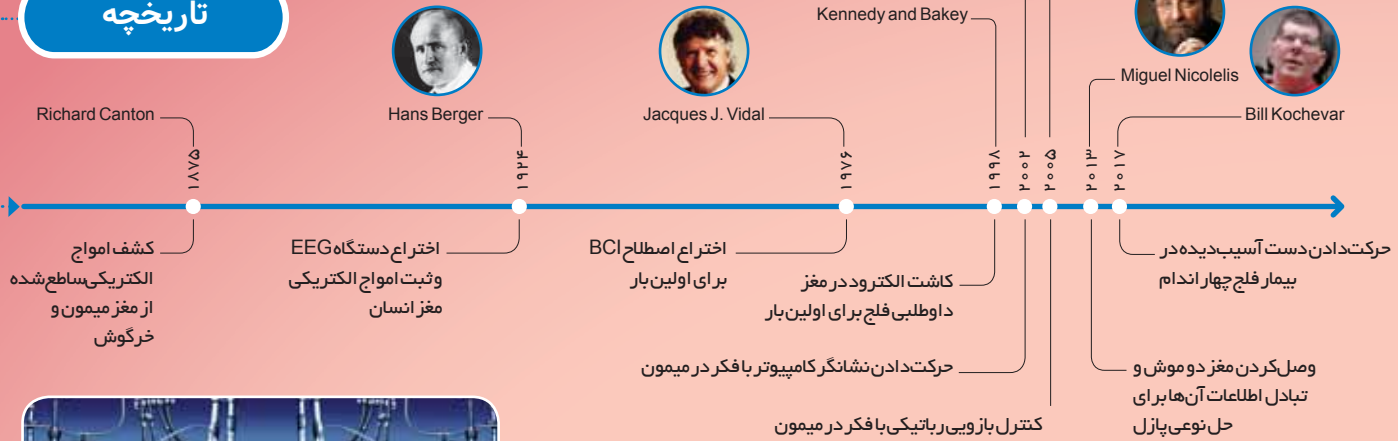 تاریخچه
Kennedy and Bakey
Miguel Nicolelis
Richard Canton
Hans Berger
Jacques J. Vidal
Bill Kochevar
۱۸۷۵
۱۹۲۴
۱۹۷۶
۱۹۹۸
۲۰۰۲
۲۰۰۵
۲۰۱۳
۲۰۱۷
کشف امواج
الکتریکی ساطع‌شده
از مغز میمون و
خرگوش
اختراع دستگاه EEG
و ثبت امواج الکتریکی
مغز انسان
اختراع اصطلاح BCI
برای اولین بار
کاشت الکترود در مغز
داوطلبی فلج برای اولین بار
حرکت‌دادن نشانگر کامپیوتر با فکر در میمون
کنترل بازویی رباتیکی با فکر در میمون
وصل‌کردن مغز دو موش و
تبادل اطلاعات آن‌ها برای
حل نوعی پازل
حرکت‌دادن دست آسیب‌دیده در
بیمار فلج چهار اندام